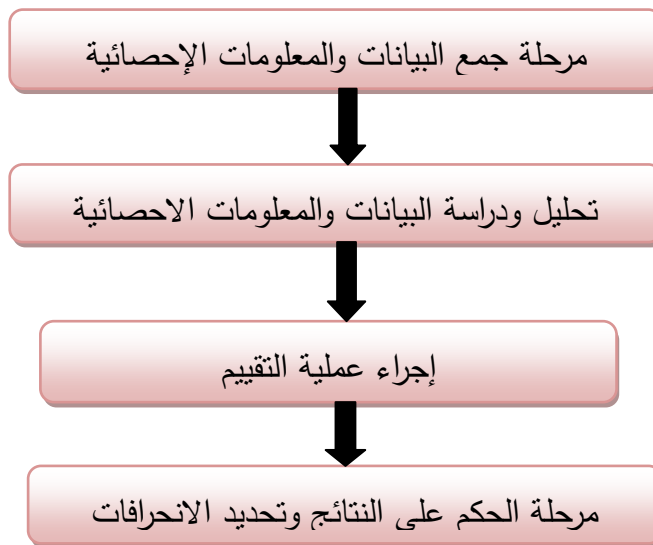 مرحلة جمع البيانات والمعلومات الإحصائية
تحليل ودراسة البيانات والمعلومات الاحصائية
إجراء عملية التقييم
مرحلة الحكم على النتائج وتحديد الانحرافات